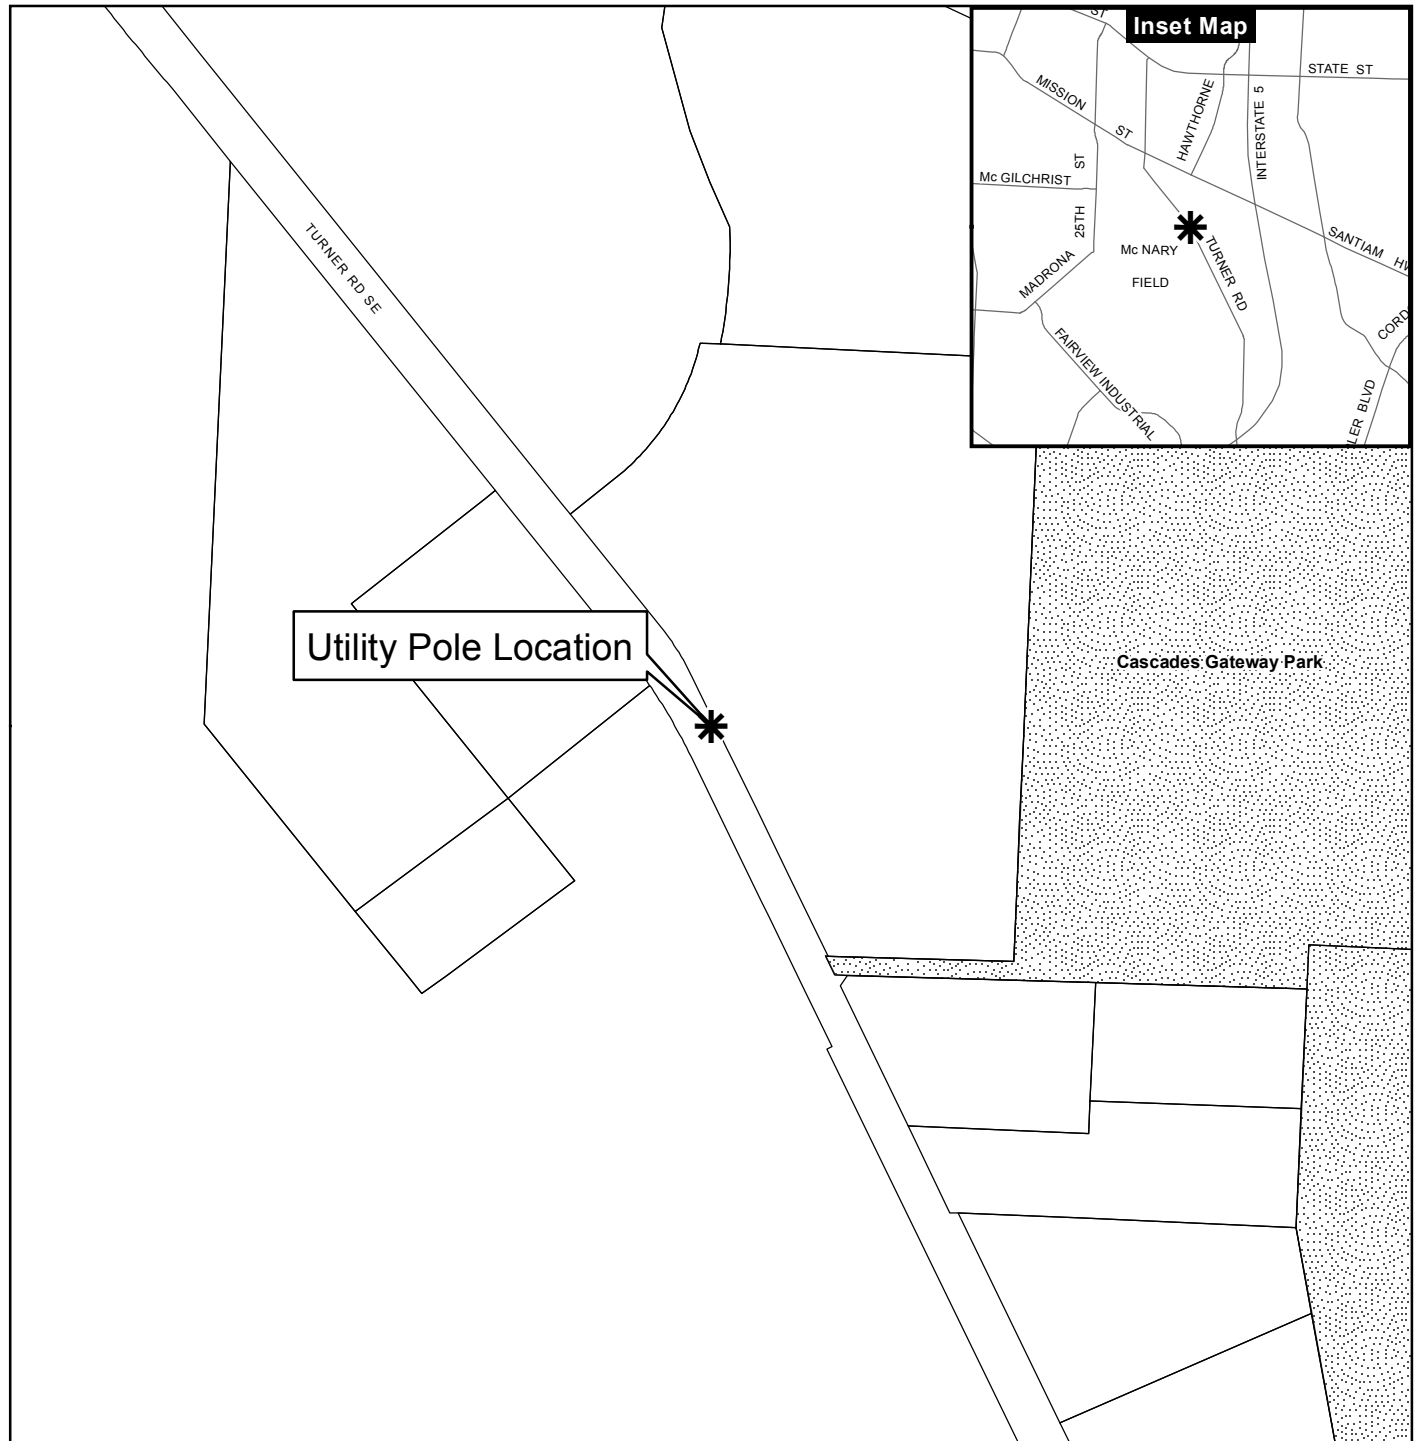 Inset Map
ST
STATE ST
MISSION
ST
HAWTHORNE
INTERSTATE 5
Mc GILCHRIST
25TH ST
MADRONA
Mc NARY
FIELD
TURNER RD
SANTIAM HW
CORD
FAIRVIEW INDUSTRIAL
LER BLVD
TURNER RD SE
Utility Pole Location
Cascades Gateway Park